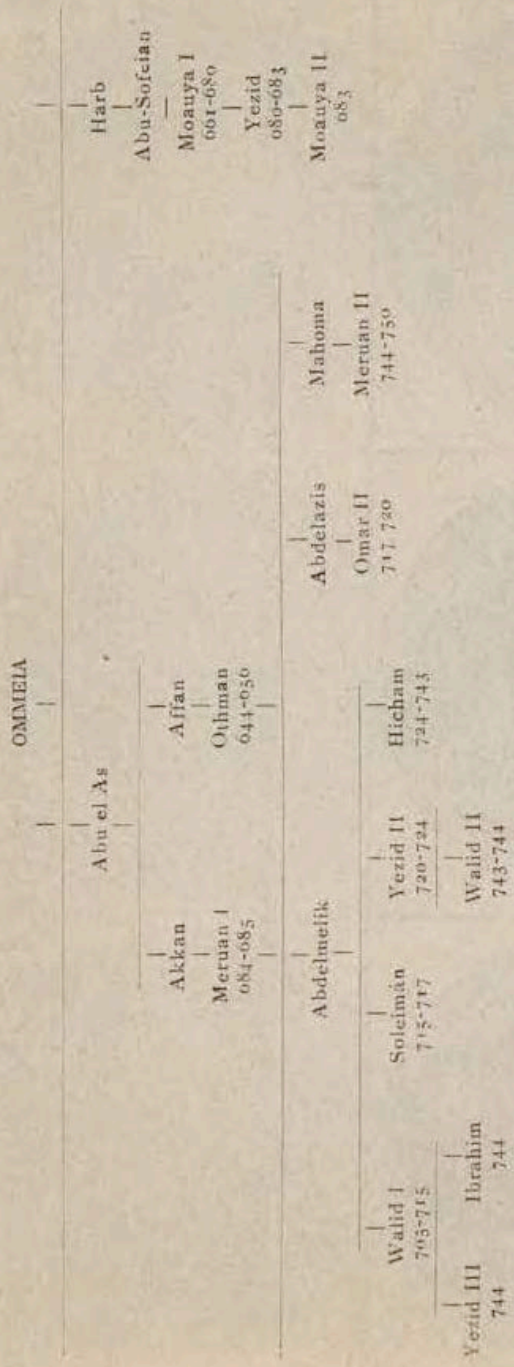 OMMEIA
Abu el As
Harb
Abu-Sofeian
Moauya I
661-680
Yezid
680-683
Moauya II
683
Akkan
Meruan I
684-685
Affan
Othman
644-656
Abdelmelik
Abdelazis
Omar II
717-720
Mahoma
Meruan II
744-750
Walid I
705-715
Soleimán
715-717
Yezid II
720-724
Hicham
724-743
Yezid III
744
Ibrahim
744
Walid II
743-744